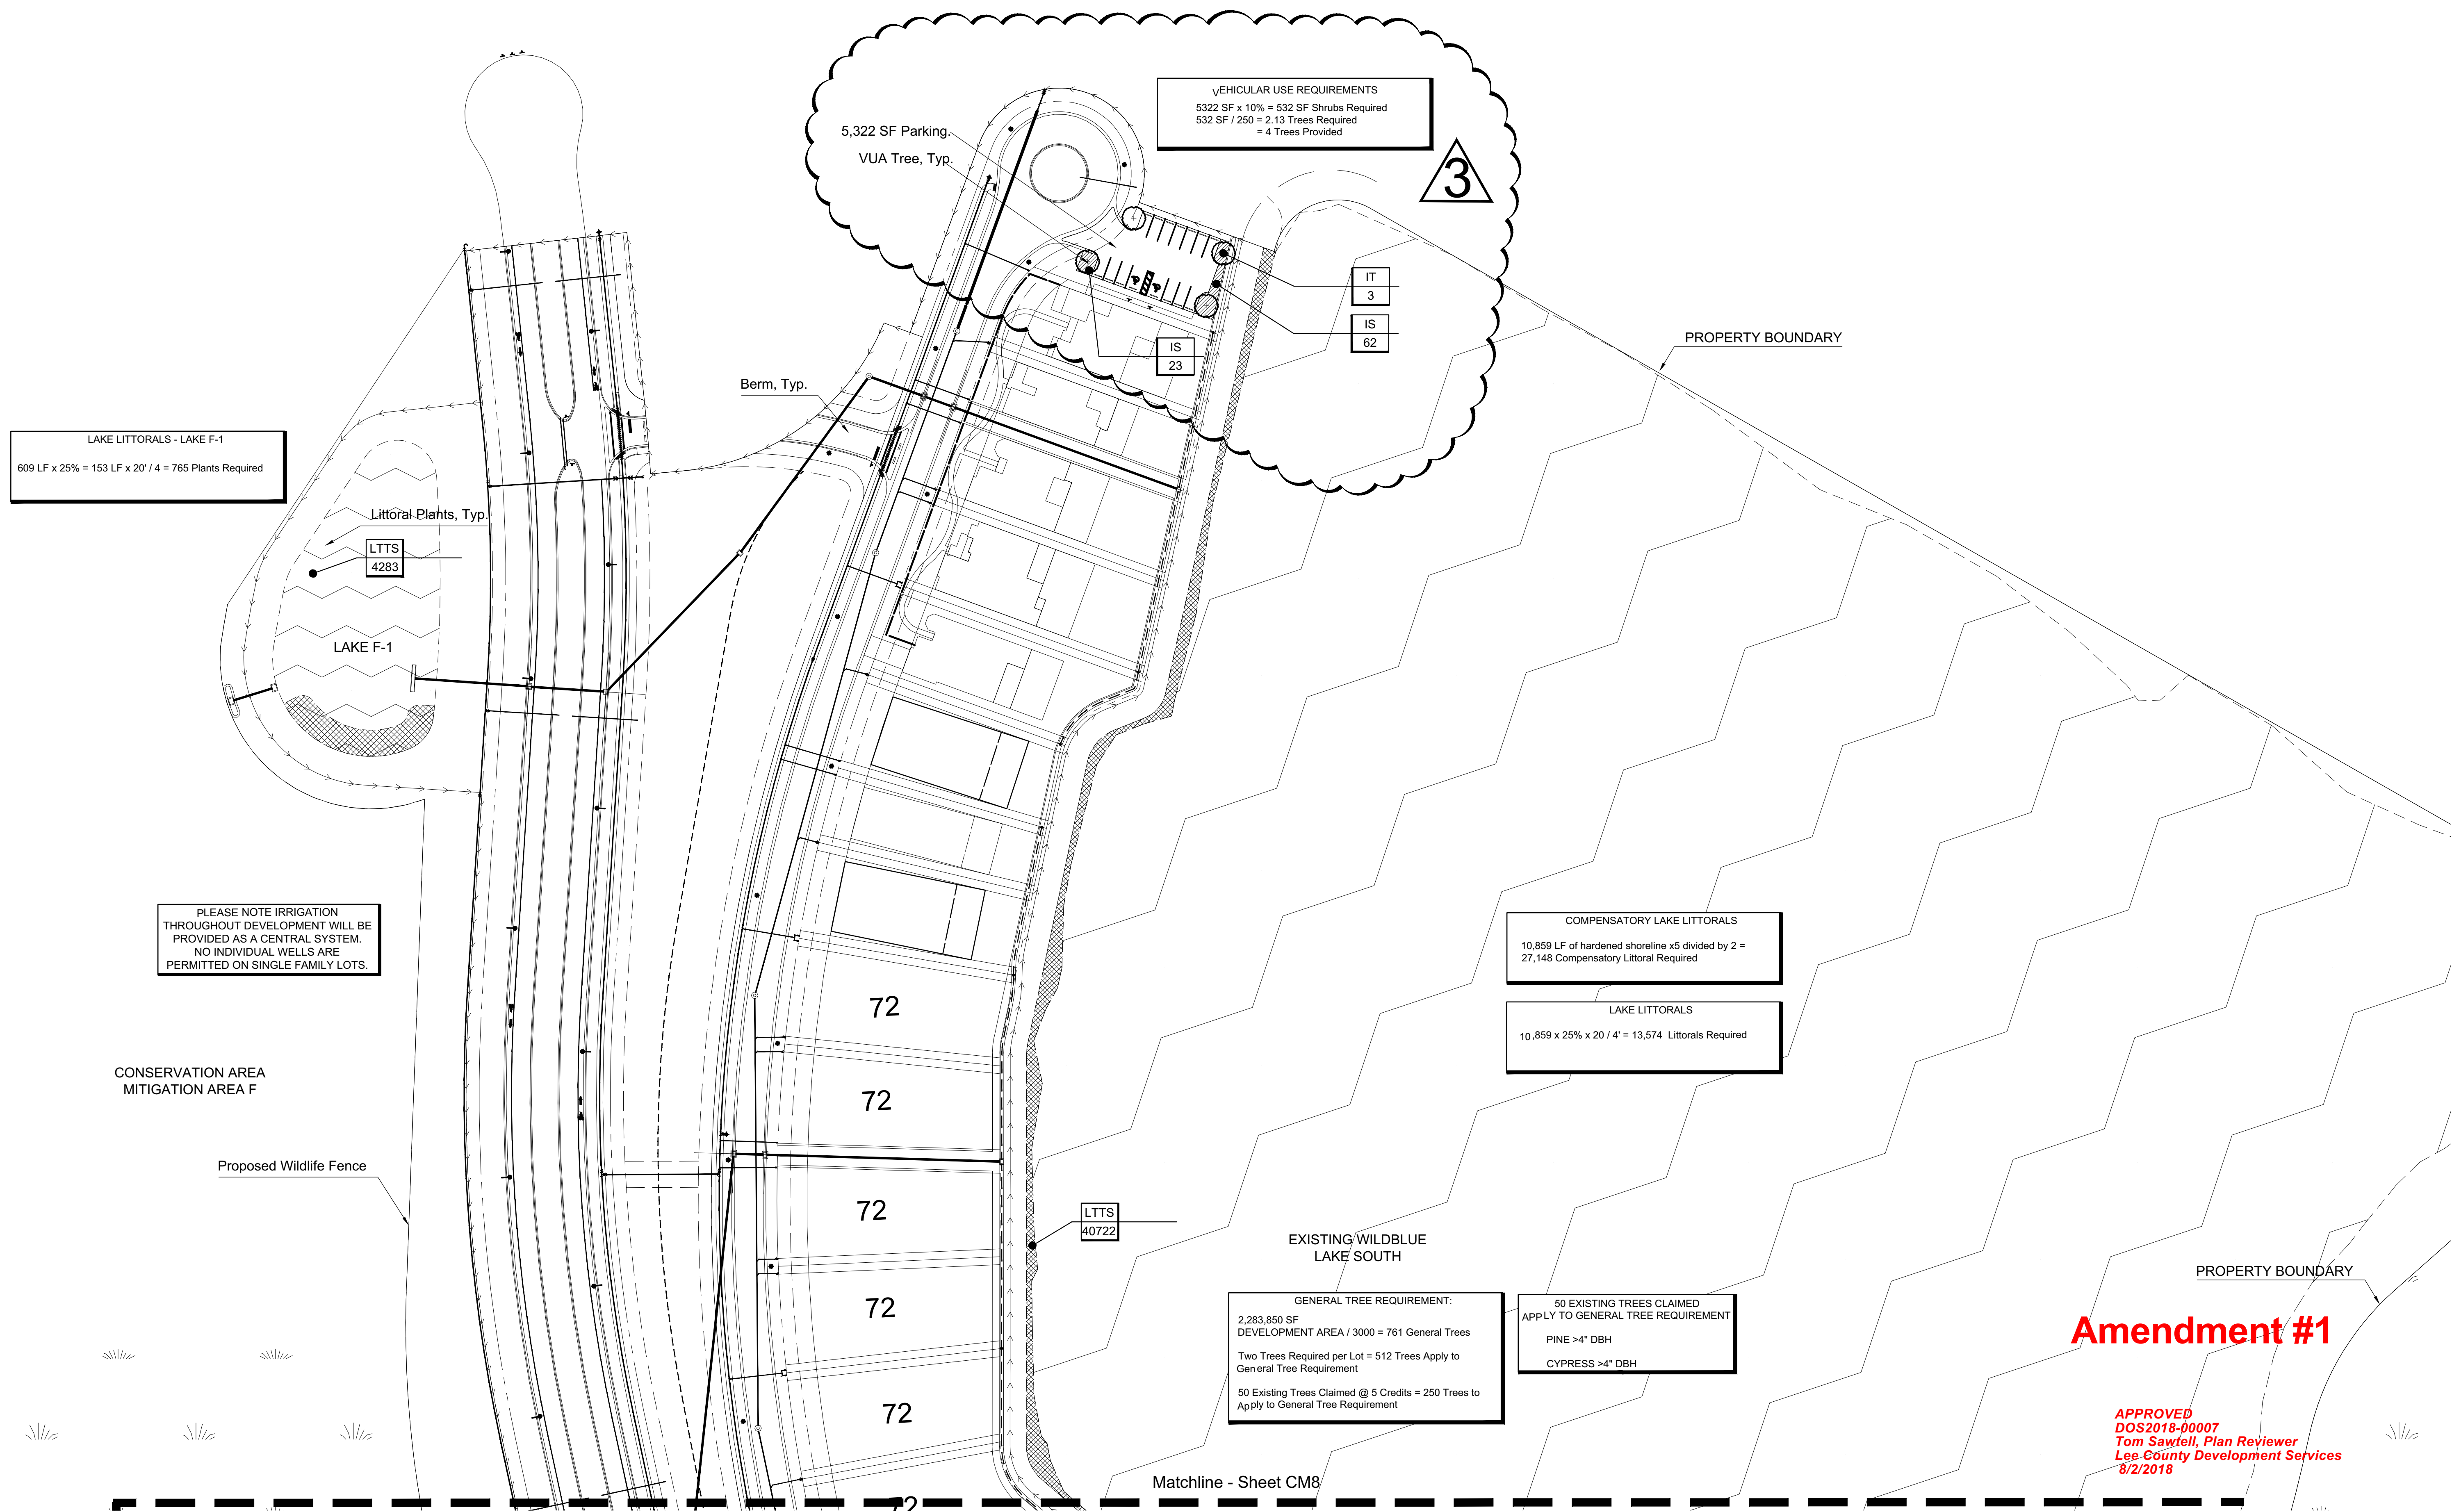 VEHICULAR USE REQUIREMENTS
5322 SF x 10% = 532 SF Shrubs Required
532 SF / 250 = 2.13 Trees Required
= 4 Trees Provided
5,322 SF Parking.
VUA Tree, Typ.
3
IT
3
IS
62
IS
23
PROPERTY BOUNDARY
Berm, Typ.
LAKE LITTORALS - LAKE F-1
609 LF x 25% = 153 LF x 20' / 4 = 765 Plants Required
Littoral Plants, Typ.
LTTS
4283
LAKE F-1
PLEASE NOTE IRRIGATION
THROUGHOUT DEVELOPMENT WILL BE
PROVIDED AS A CENTRAL SYSTEM.
NO INDIVIDUAL WELLS ARE
PERMITTED ON SINGLE FAMILY LOTS.
COMPENSATORY LAKE LITTORALS
10,859 LF of hardened shoreline x5 divided by 2 =
27,148 Compensatory Littoral Required
LAKE LITTORALS
10,859 x 25% x 20 / 4' = 13,574 Littorals Required
72
72
72
72
72
72
CONSERVATION AREA
MITIGATION AREA F
Proposed Wildlife Fence
LTTS
40722
EXISTING WILDBLUE
LAKE SOUTH
PROPERTY BOUNDARY
GENERAL TREE REQUIREMENT:
2,283,850 SF
DEVELOPMENT AREA / 3000 = 761 General Trees
Two Trees Required per Lot = 512 Trees Apply to
General Tree Requirement
50 Existing Trees Claimed @ 5 Credits = 250 Trees to
Apply to General Tree Requirement
50 EXISTING TREES CLAIMED
APPLY TO GENERAL TREE REQUIREMENT
PINE >4" DBH
CYPRESS >4" DBH
Amendment #1
APPROVED
DOS2018-00007
Tom Sawtell, Plan Reviewer
Lee County Development Services
8/2/2018
Matchline - Sheet CM8